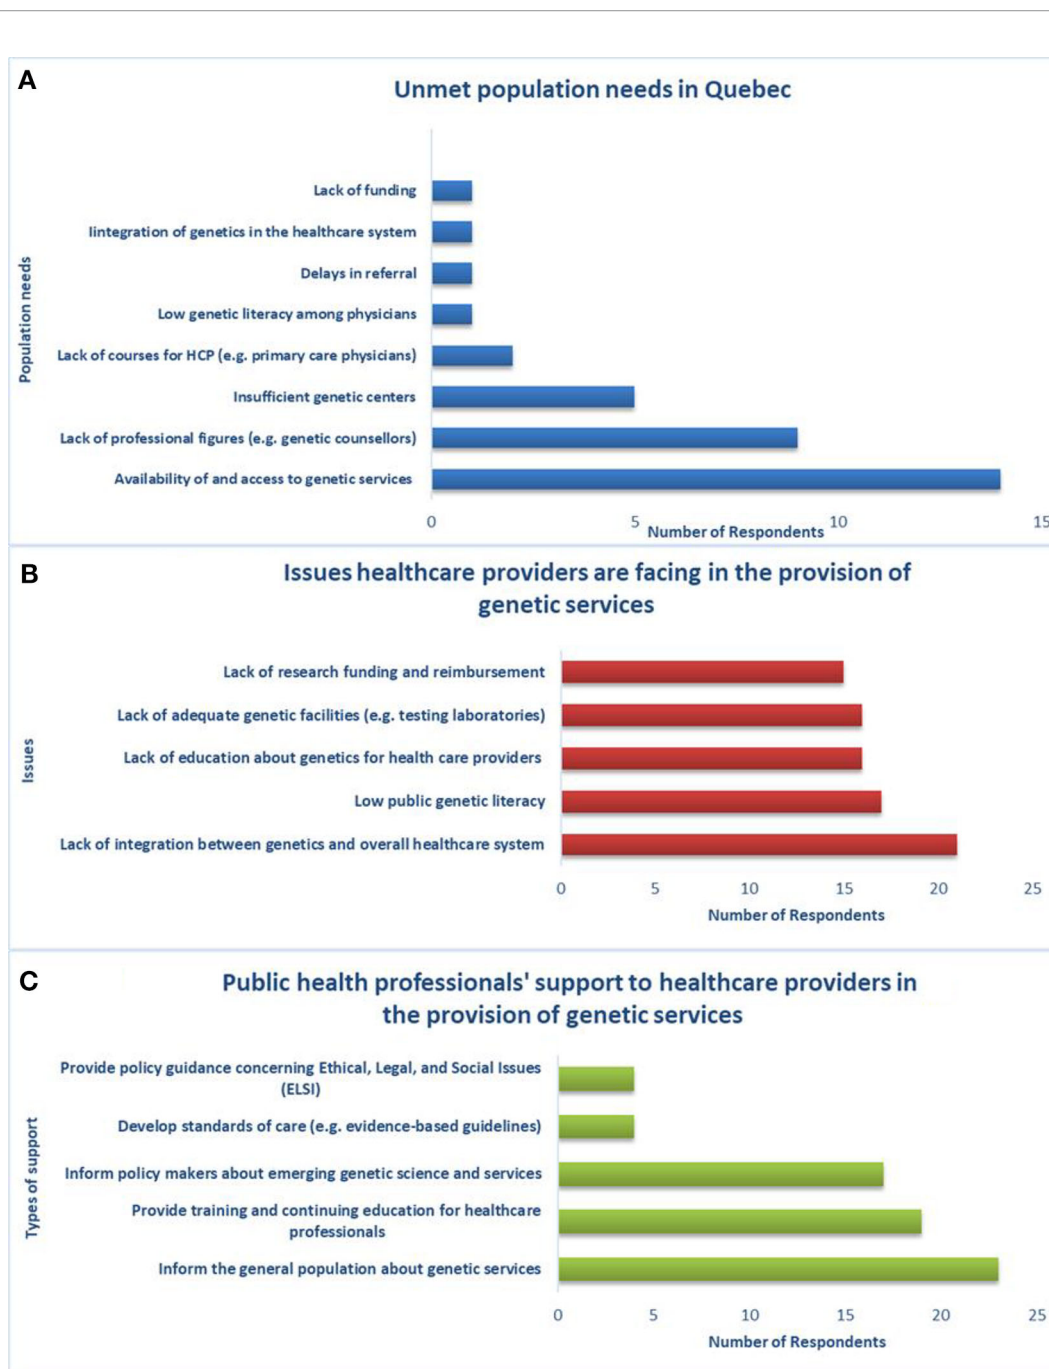 A
Unmet population needs in Quebec
Lack of funding
Iintegration of genetics in the healthcare system
Delays in referral
Low genetic literacy among physicians
Lack of courses for HCP (e.g. primary care physicians)
Insufficient genetic centers
Lack of professional figures (e.g. genetic counsellors)
Availability of and access to genetic services
Population needs
0 5 10 15
Number of Respondents
B
Issues healthcare providers are facing in the provision of
genetic services
Lack of research funding and reimbursement
Lack of adequate genetic facilities (e.g. testing laboratories)
Lack of education about genetics for health care providers
Low public genetic literacy
Lack of integration between genetics and overall healthcare system
Issues
0 5 10 15 20 25
Number of Respondents
C
Public health professionals' support to healthcare providers in
the provision of genetic services
Provide policy guidance concerning Ethical, Legal, and Social Issues
(ELSI)
Develop standards of care (e.g. evidence-based guidelines)
Inform policy makers about emerging genetic science and services
Provide training and continuing education for healthcare
professionals
Inform the general population about genetic services
Types of support
0 5 10 15 20 25
Number of Respondents